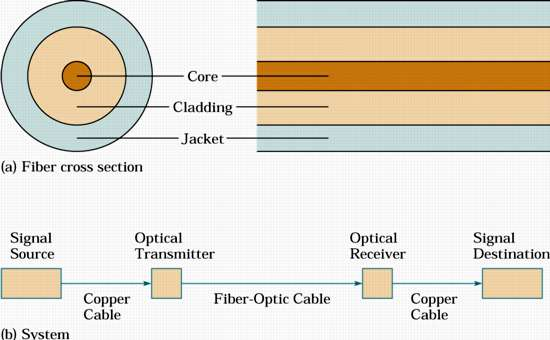 Core
Cladding
Jacket
(a) Fiber cross section
Signal
Source
Optical
Transmitter
Optical
Receiver
Signal
Destination
Copper
Cable
Fiber-Optic Cable
Copper
Cable
(b) System